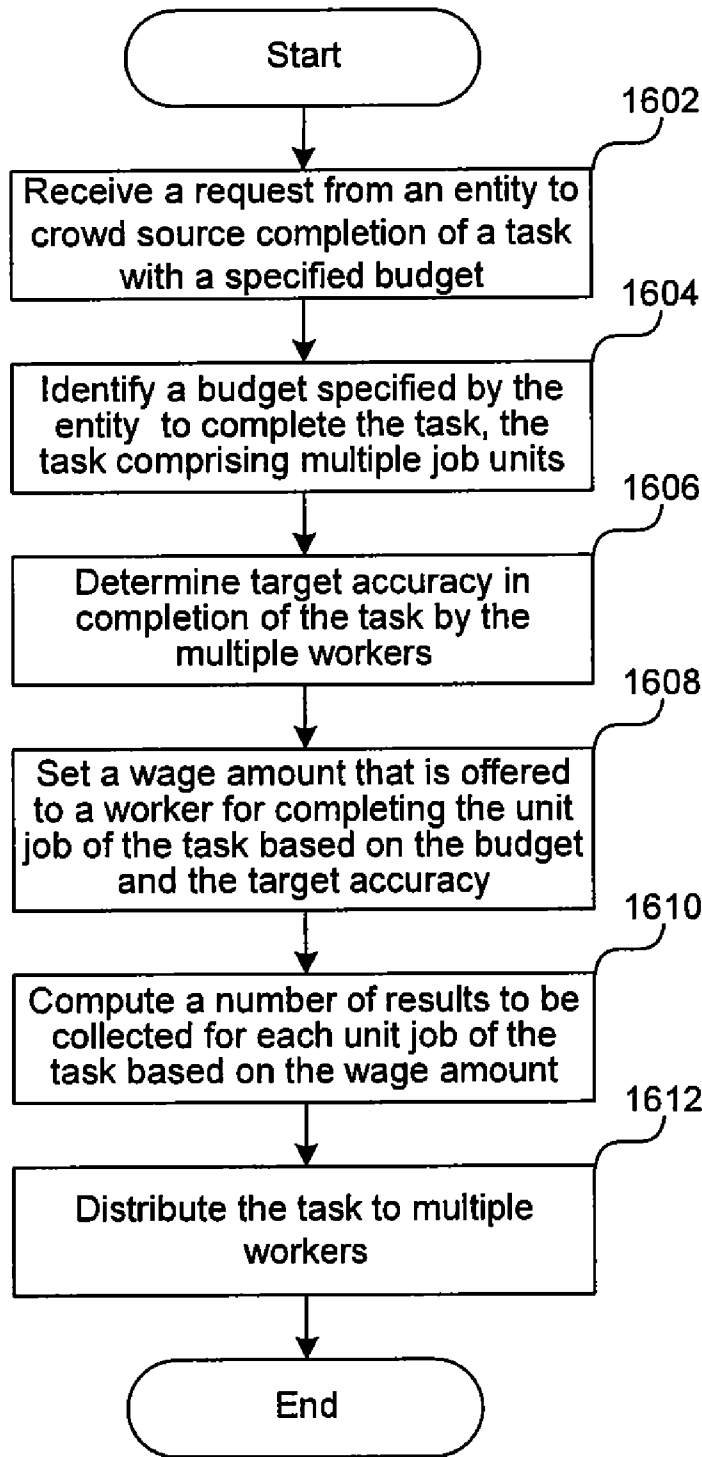 Start
1602
Receive a request from an entity to
crowd source completion of a task
with a specified budget
1604
Identify a budget specified by the
entity to complete the task, the
task comprising multiple job units
1606
Determine target accuracy in
completion of the task by the
multiple workers
1608
Set a wage amount that is offered
to a worker for completing the unit
job of the task based on the budget
and the target accuracy
1610
Compute a number of results to be
collected for each unit job of the
task based on the wage amount
1612
Distribute the task to multiple
workers
End